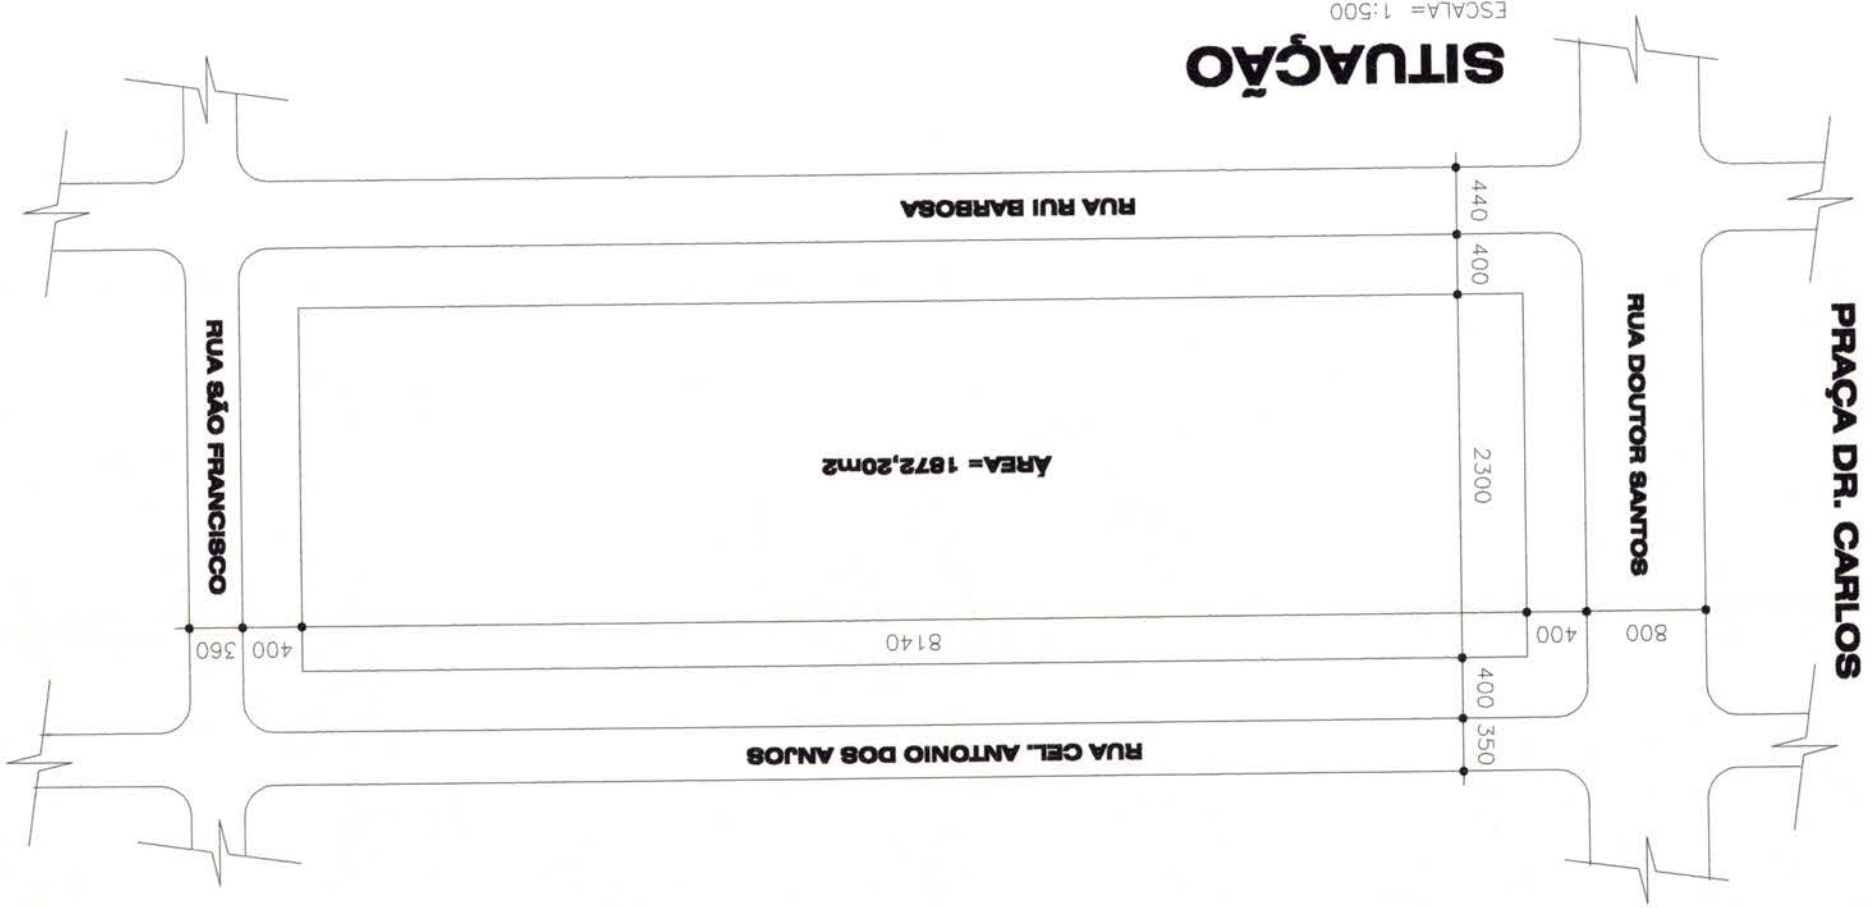 ESCALA= 1:500
SITUAÇÃO
RUA RUI BARBOSA
440
400
2300
400
350
RUA SÃO FRANCISCO
ÁREA= 1872,20m2
RUA DOUTOR SANTOS
PRAÇA DR. CARLOS
360
400
8140
400
800
RUA CEL. ANTONIO DOS ANJOS